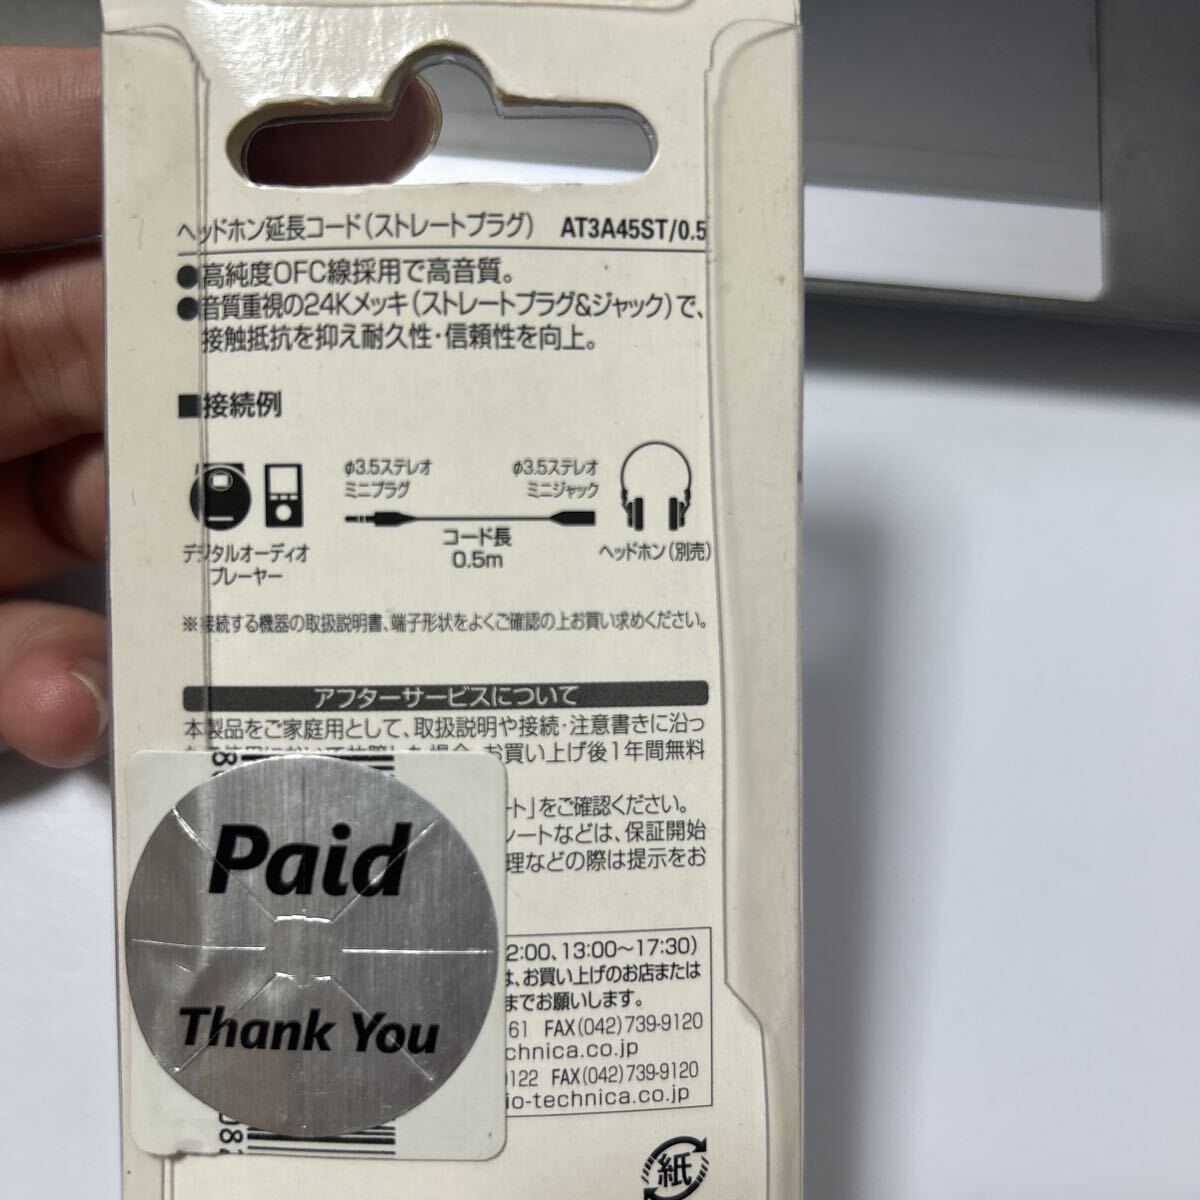 ヘッドホン延長コード(ストレートプラグ) AT3A45ST/0.5
●高純度OFC線採用で高音質。
●音質重視の24Kメッキ(ストレートプラグ&ジャック)で、
接触抵抗を抑え耐久性・信頼性を向上。
■接続例
φ3.5ステレオ
ミニプラグ
φ3.5ステレオ
ミニジャック
コード長
0.5m
デジタルオーディオ
プレーヤー
ヘッドホン(別売)
※接続する機器の取扱説明書、端子形状をよくご確認の上お買い求めください。
アフターサービスについて
本製品をご家庭用として、取扱説明や接続・注意書きに沿っ
お買い上げ後1年間無料
ート」をご確認ください。
シートなどは、保証開始
理などの際は提示をお
2:00、13:00〜17:30)
は、お買い上げのお店または
までお願いします。
61 FAX(042)739-9120
chnica.co.jp
9122 FAX(042)739-9120
io-technica.co.jp
Paid
Thank You
紙